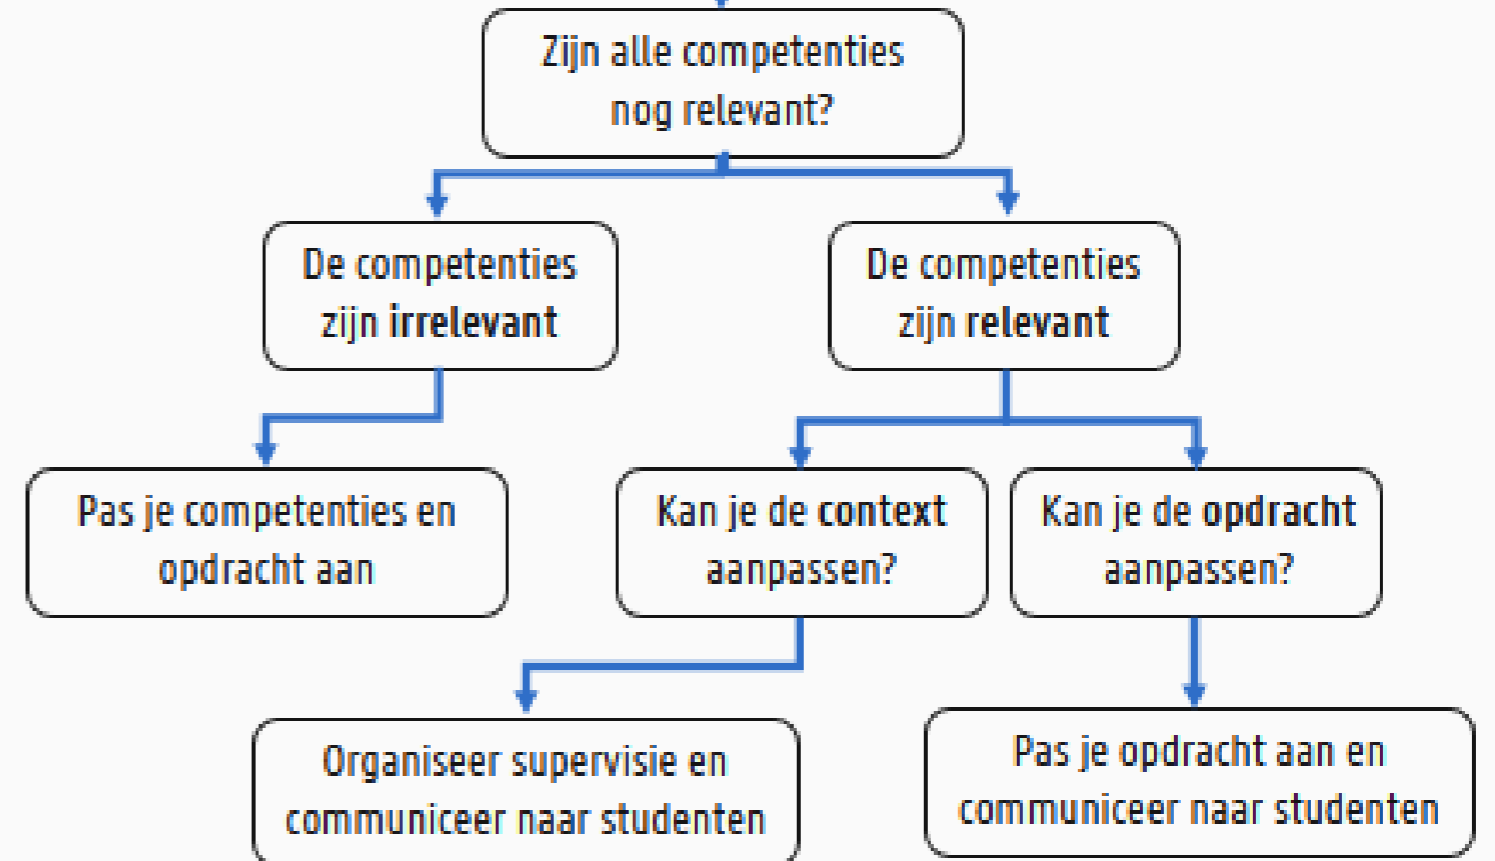 Zijn alle competenties
nog relevant?
De competenties
zijn irrelevant
De competenties
zijn relevant
Pas je competenties en
opdracht aan
Kan je de context
aanpassen?
Kan je de opdracht
aanpassen?
Organiseer supervisie en
communiceer naar studenten
Pas je opdracht aan en
communiceer naar studenten